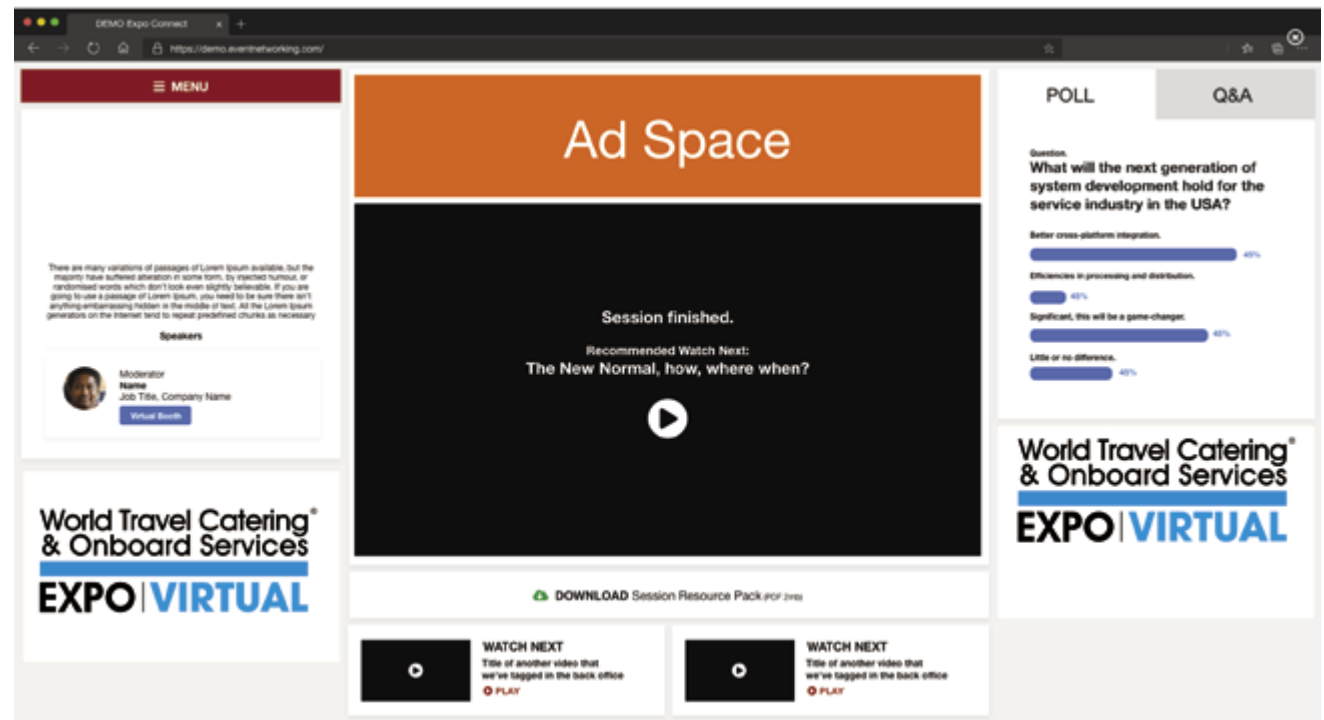 DEMO Expo Connect
https://demo.eventnetworking.com/
MENU
There are many variations of passages of Lorem Ipsum available, but the
majority have suffered alteration in some form, by injected humour, or
randomised words which don't look even slightly believable. If you are
going to use a passage of Lorem Ipsum, you need to be sure there isn't
anything embarrassing hidden in the middle of text. All the Lorem Ipsum
generators on the Internet tend to repeat predefined chunks as necessary
Speakers
Moderator
Name
Job Title, Company Name
Virtual Booth
World Travel Catering®
& Onboard Services
EXPO|VIRTUAL
Ad Space
Session finished.
Recommended Watch Next:
The New Normal, how, where when?
DOWNLOAD Session Resource Pack (PDF 2MB)
WATCH NEXT
Title of another video that
we've tagged in the back office
PLAY
WATCH NEXT
Title of another video that
we've tagged in the back office
PLAY
POLL
Q&A
Question.
What will the next generation of
system development hold for the
service industry in the USA?
Better cross-platform integration.
45%
Efficiencies in processing and distribution.
45%
Significant, this will be a game-changer.
45%
Little or no difference.
45%
World Travel Catering®
& Onboard Services
EXPO|VIRTUAL